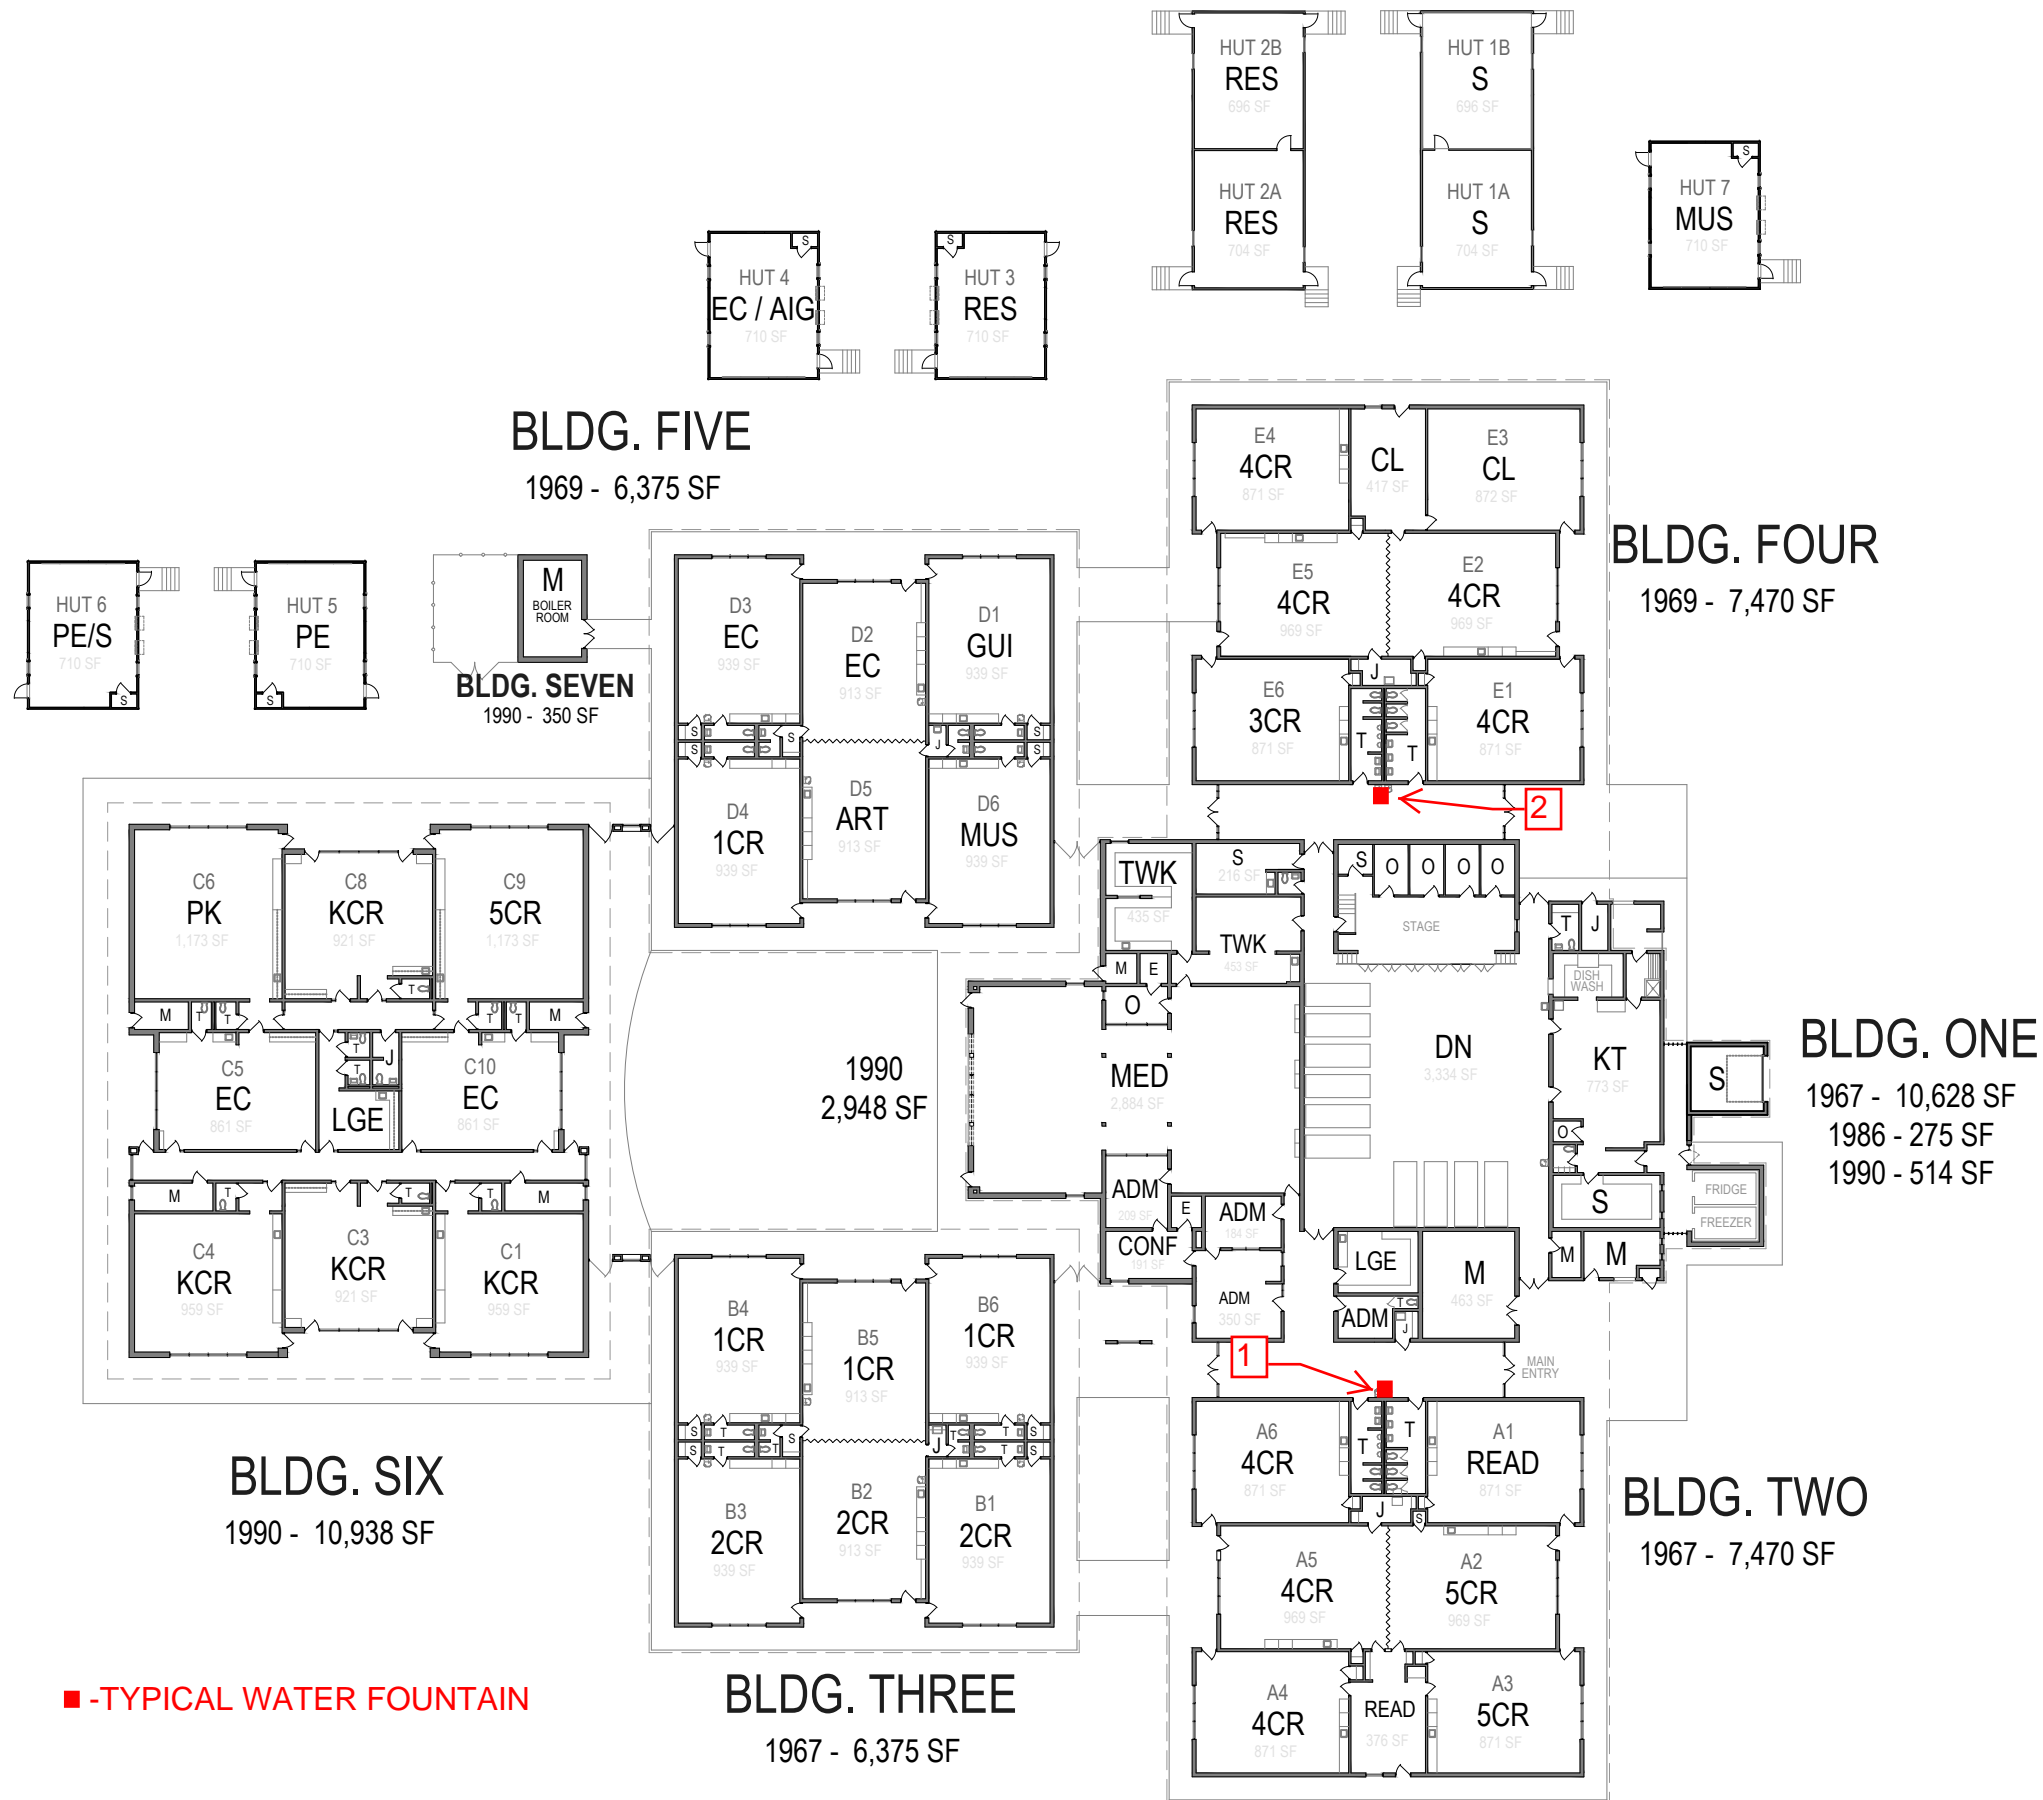 HUT 2B
RES
696 SF
HUT 1B
S
696 SF
HUT 2A
RES
704 SF
HUT 1A
S
704 SF
S
HUT 7
MUS
710 SF
S
HUT 4
EC / AIG
710 SF
S
HUT 3
RES
710 SF
BLDG. FIVE
1969 - 6,375 SF
E4
4CR
871 SF
CL
417 SF
E3
CL
872 SF
BLDG. FOUR
1969 - 7,470 SF
E5
4CR
969 SF
E2
4CR
969 SF
E6
3CR
871 SF
J
T
T
E1
4CR
871 SF
2
HUT 6
PE/S
710 SF
S
HUT 5
PE
710 SF
S
M
BOILER
ROOM
BLDG. SEVEN
1990 - 350 SF
D3
EC
939 SF
D2
EC
913 SF
D1
GUI
939 SF
S
S
S
J
S
S
D4
1CR
939 SF
D5
ART
913 SF
D6
MUS
939 SF
C6
PK
1,173 SF
C8
KCR
921 SF
C9
5CR
1,173 SF
T
M
T
T
T
T
M
C5
EC
861 SF
T
T
J
LGE
C10
EC
861 SF
M
T
T
T
M
C4
KCR
959 SF
C3
KCR
921 SF
C1
KCR
959 SF
BLDG. SIX
1990 - 10,938 SF
1990
2,948 SF
TWK
435 SF
S
216 SF
TWK
453 SF
M
E
O
MED
2,884 SF
ADM
209 SF
E
ADM
184 SF
CONF
191 SF
ADM
350 SF
S
O
O
O
O
STAGE
DN
3,334 SF
T
J
DISH
WASH
KT
773 SF
O
S
S
FRIDGE
FREEZER
M
M
LGE
T
ADM
J
M
463 SF
BLDG. ONE
1967 - 10,628 SF
1986 - 275 SF
1990 - 514 SF
1
MAIN
ENTRY
B4
1CR
939 SF
B5
1CR
913 SF
B6
1CR
939 SF
S
T
S
T
S
S
T
T
J
T
S
T
S
B3
2CR
939 SF
B2
2CR
913 SF
B1
2CR
939 SF
BLDG. THREE
1967 - 6,375 SF
A6
4CR
871 SF
T
T
J
S
A1
READ
871 SF
A5
4CR
969 SF
A2
5CR
969 SF
A4
4CR
871 SF
READ
376 SF
A3
5CR
871 SF
BLDG. TWO
1967 - 7,470 SF
-TYPICAL WATER FOUNTAIN